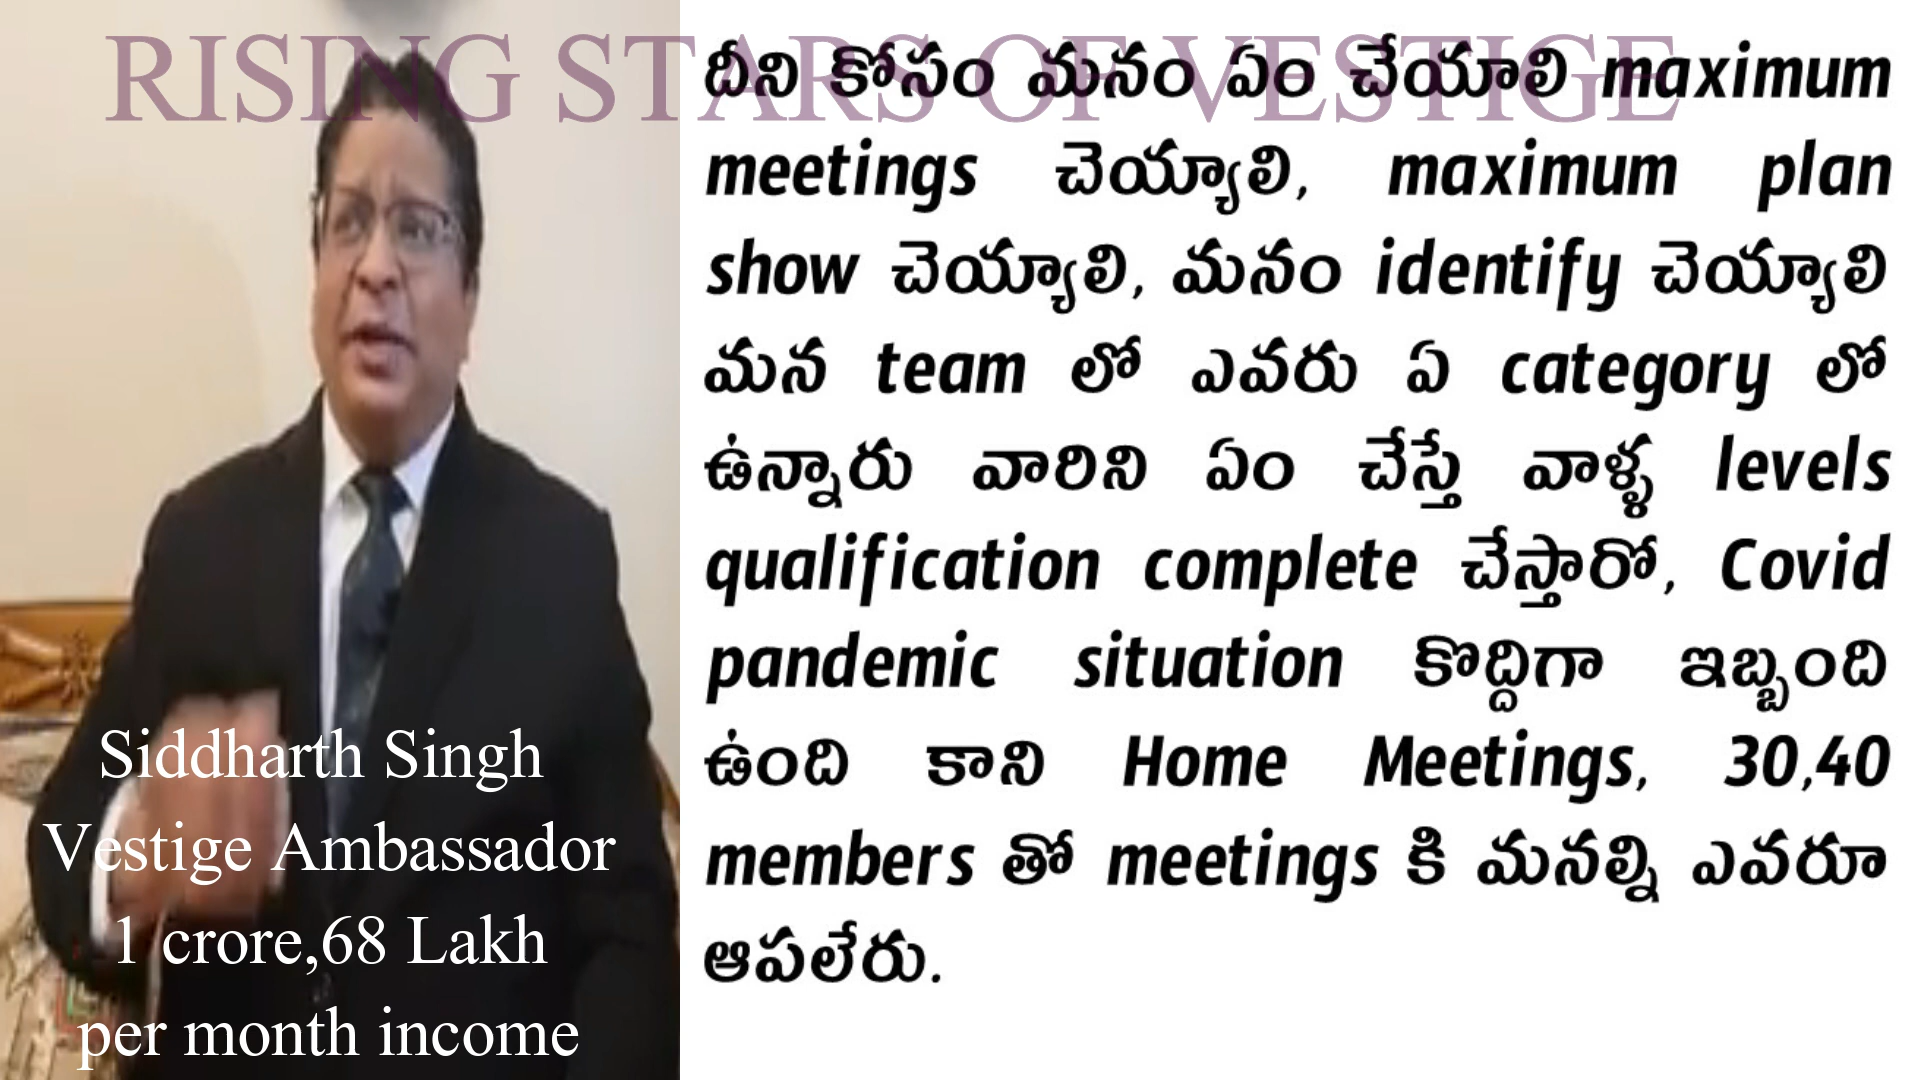 RISING STARS OF VESTIGE
దీని కోసం మనం ఏం చేయాలి maximum
meetings చెయ్యాలి, maximum plan
show చెయ్యాలి, మనం identify చెయ్యాలి
మన team లో ఎవరు ఏ category లో
ఉన్నారు వారిని ఏం చేస్తే వాళ్ళ levels
qualification complete చేస్తారో, Covid
pandemic situation కొద్దిగా ఇబ్బంది
ఉంది కాని Home Meetings, 30,40
members తో meetings కి మనల్ని ఎవరూ
ఆపలేరు.
Siddharth Singh
Vestige Ambassador
1 crore,68 Lakh
per month income